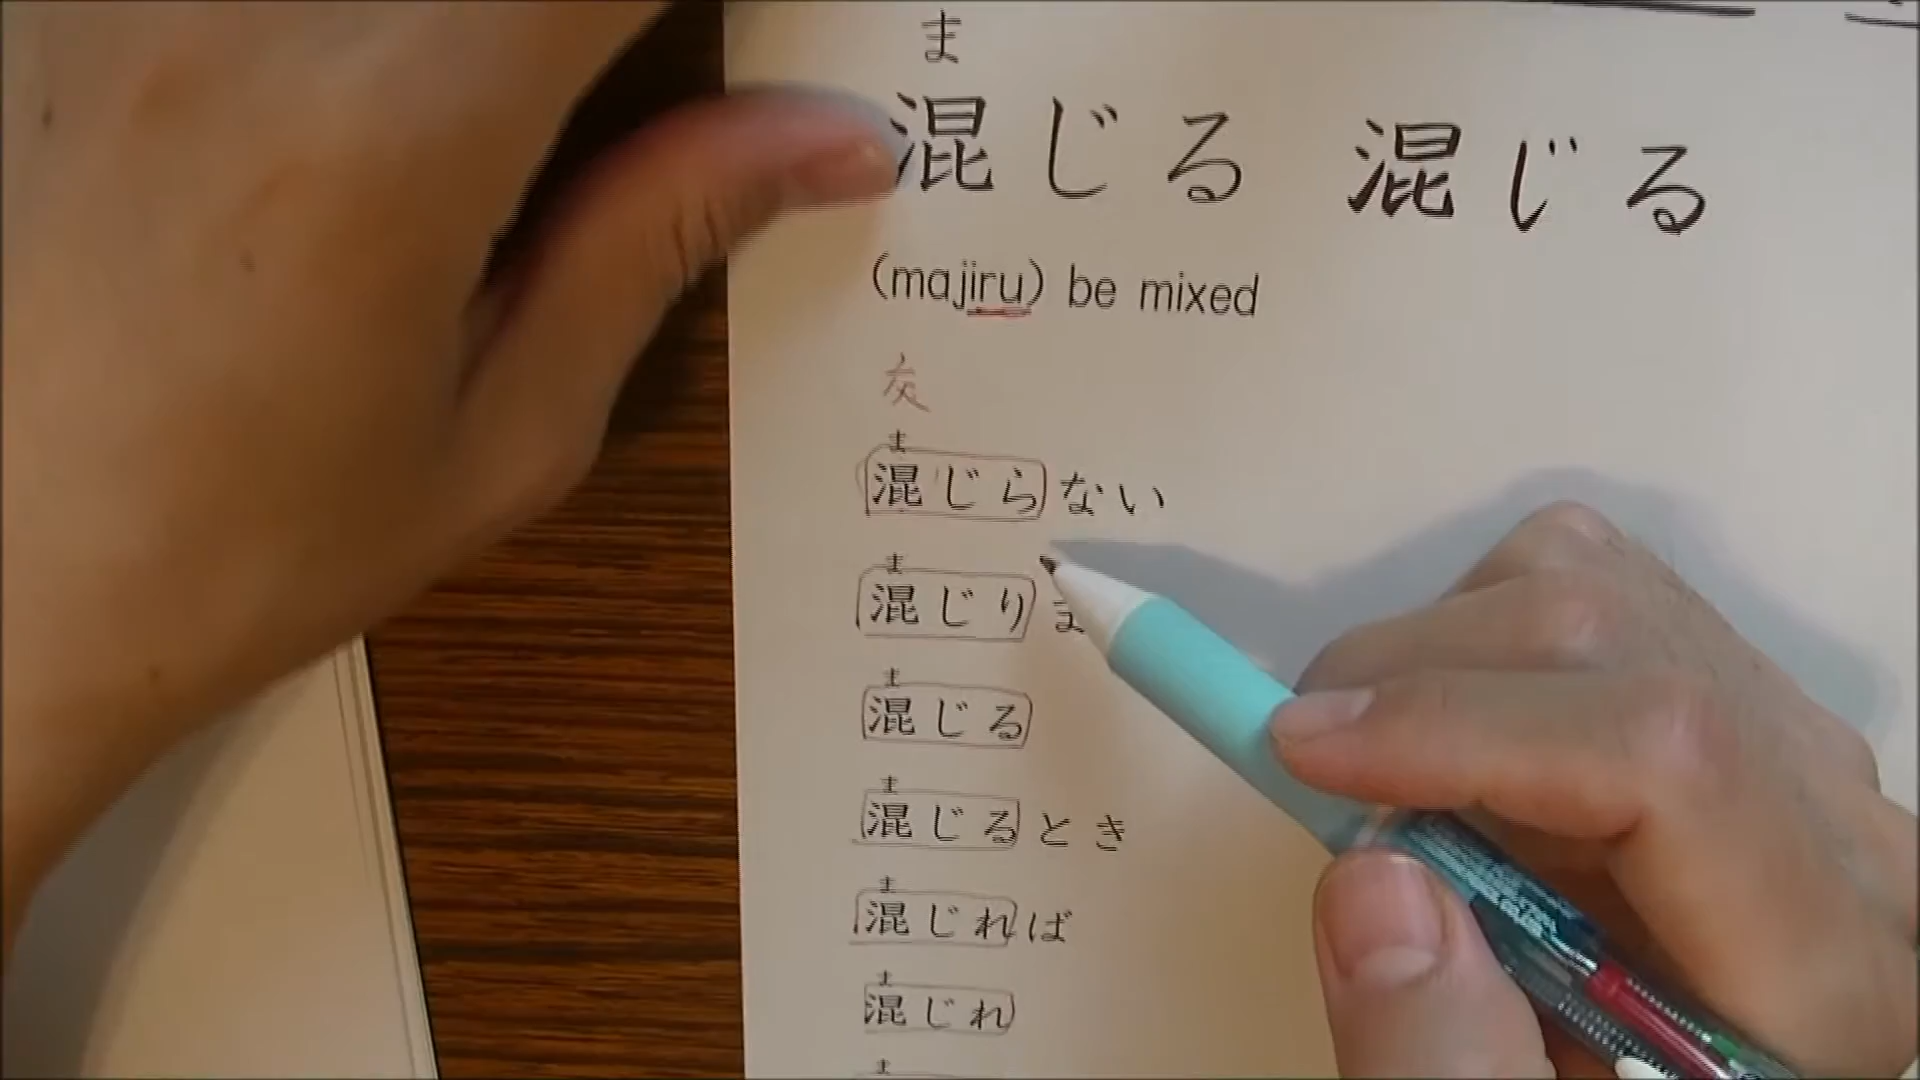 ま
混じる 混じる
(majiru) be mixed
ま
混じらない
ま
混じりま
ま
混じる
ま
混じるとき
ま
混じれば
ま
混じれ
ま